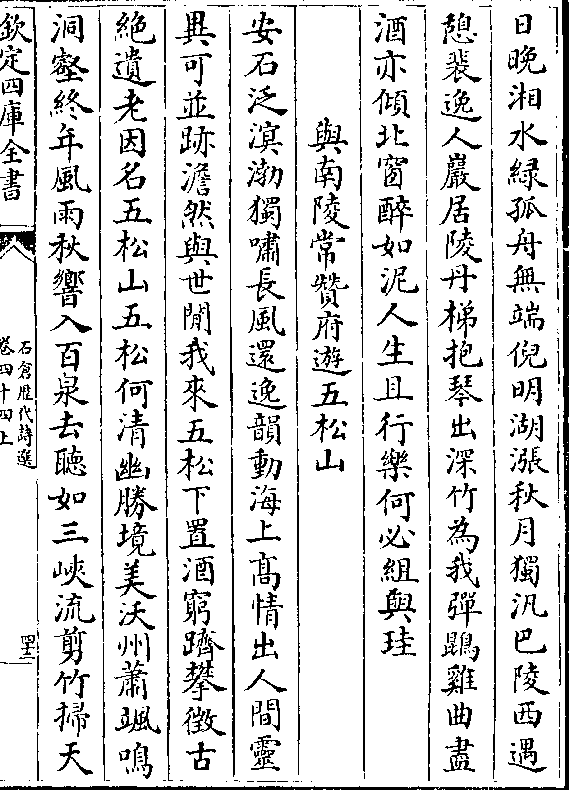 日晚湘水緑孤舟無端倪明湖漲秋月獨汎巴陵西遇
憩裴逸人巖居陵丹梯抱琴出深竹為我彈鵾雞曲盡
酒亦傾北窗醉如泥人生且行樂何必組與珪
與南陵常贊府遊五松山
安石泛溟渤獨嘯長風還逸韻動海上髙情出人間靈
異可並跡澹然與世閒我來五松下置酒窮躋攀徴古
絶遺老因名五松山五松何清幽勝境美沃州蕭颯鳴
洞壑終年風雨秋響入百泉去聽如三峽流剪竹掃天
欽定四庫全書
石倉歴代詩選
卷四十四上